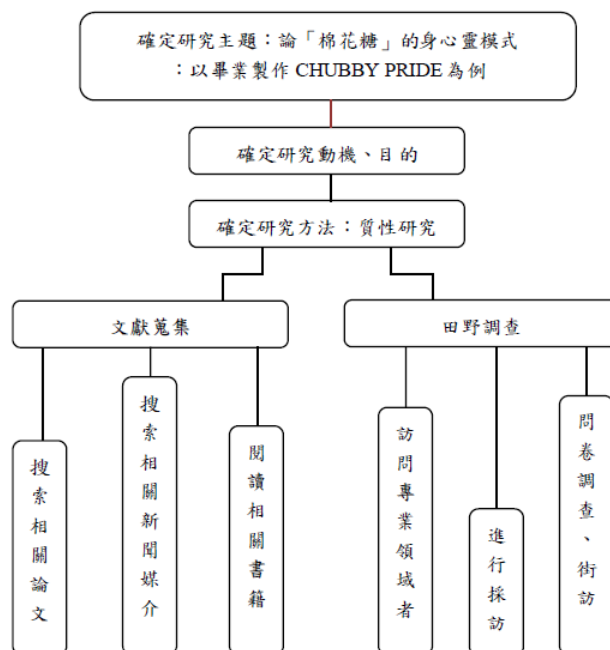 確定研究主題：論「棉花糖」的身心靈模式
：以畢業製作 CHUBBY PRIDE 為例
確定研究動機、目的
確定研究方法：質性研究
文獻蒐集
田野調查
搜索相關論文
搜索相關新聞媒介
閱讀相關書籍
訪問專業領域者
進行採訪
問卷調查、街訪